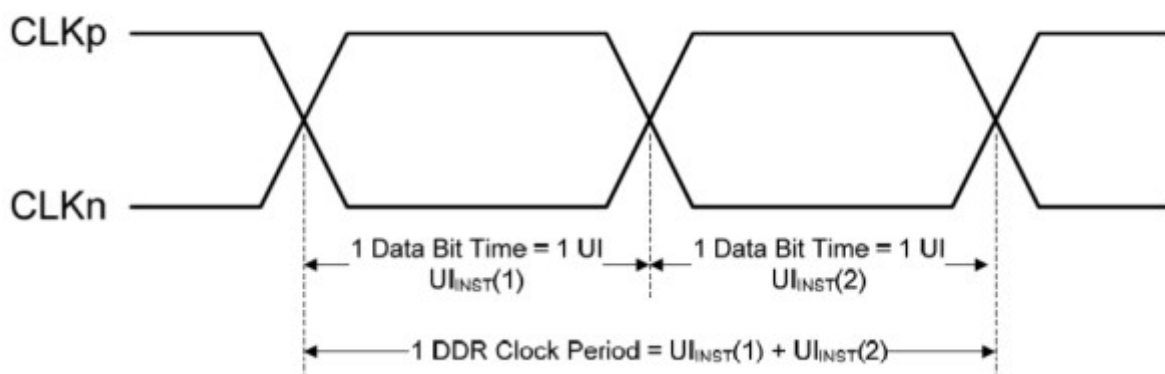 CLKp
CLKn
1 Data Bit Time = 1 UI
UIINST(1)
1 Data Bit Time = 1 UI
UIINST(2)
1 DDR Clock Period = UIINST(1) + UIINST(2)